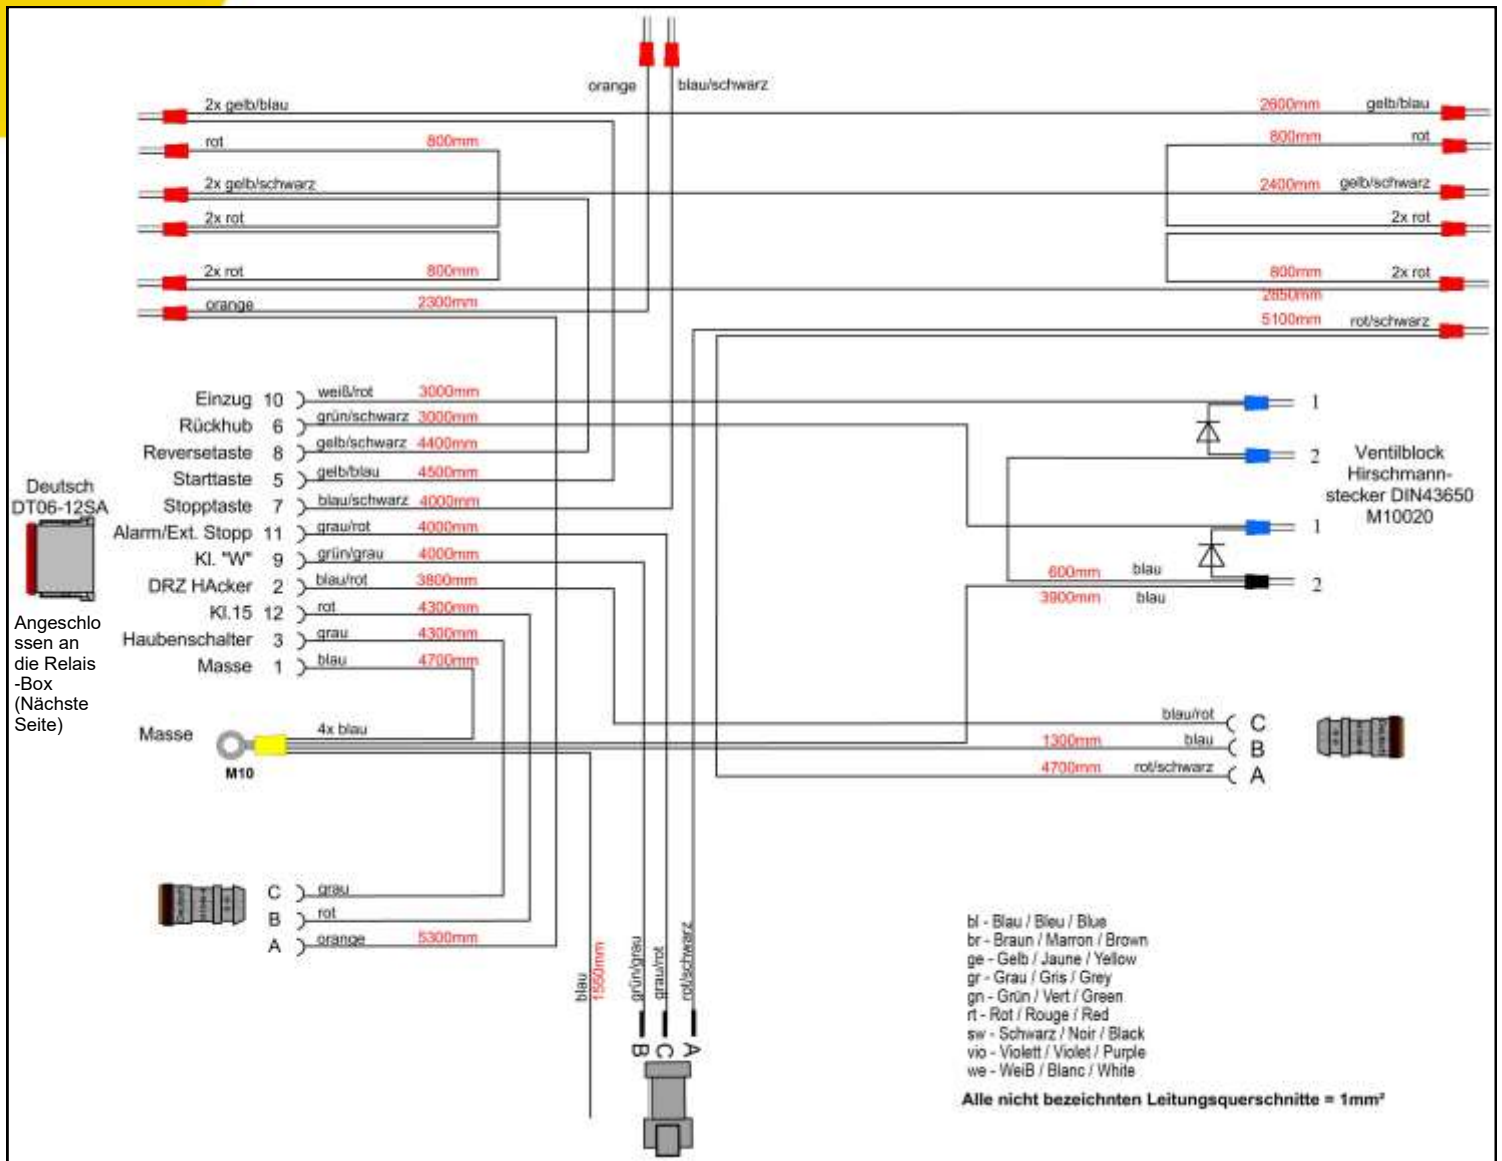 orange
blau/schwarz
2x gelb/blau
2600mm
gelb/blau
rot
800mm
800mm
rot
2x gelb/schwarz
2400mm
gelb/schwarz
2x rot
2x rot
2x rot
800mm
800mm
2x rot
2850mm
orange
2300mm
5100mm
rot/schwarz
Einzug 10 weiß/rot 3000mm
1
Rückhub 6 grün/schwarz 3000mm
Reversetaste 8 gelb/schwarz 4400mm
2
Ventilblock
Hirschmann-
stecker DIN43650
M10020
Starttaste 5 gelb/blau 4500mm
Deutsch
DT06-12SA
Stopptaste 7 blau/schwarz 4000mm
1
Alarm/Ext. Stopp 11 grau/rot 4000mm
Kl. "W" 9 grün/grau 4000mm
600mm blau
2
DRZ HAcker 2 blau/rot 3800mm
3900mm blau
Kl.15 12 rot 4300mm
Haubenschalter 3 grau 4300mm
Masse 1 blau 4700mm
Angeschlo
ssen an
die Relais
-Box
(Nächste
Seite)
Masse
4x blau
M10
blau/rot C
1300mm blau B
4700mm rot/schwarz A
C grau
B rot
A orange 5300mm
blau
1550mm
grün/grau
grau/rot
rot/schwarz
B
C
A
bl - Blau / Bleu / Blue
br - Braun / Marron / Brown
ge - Gelb / Jaune / Yellow
gr - Grau / Gris / Grey
gn - Grün / Vert / Green
rt - Rot / Rouge / Red
sw - Schwarz / Noir / Black
vio - Violett / Violet / Purple
we - Weiß / Blanc / White
Alle nicht bezeichnten Leitungsquerschnitte = 1mm²